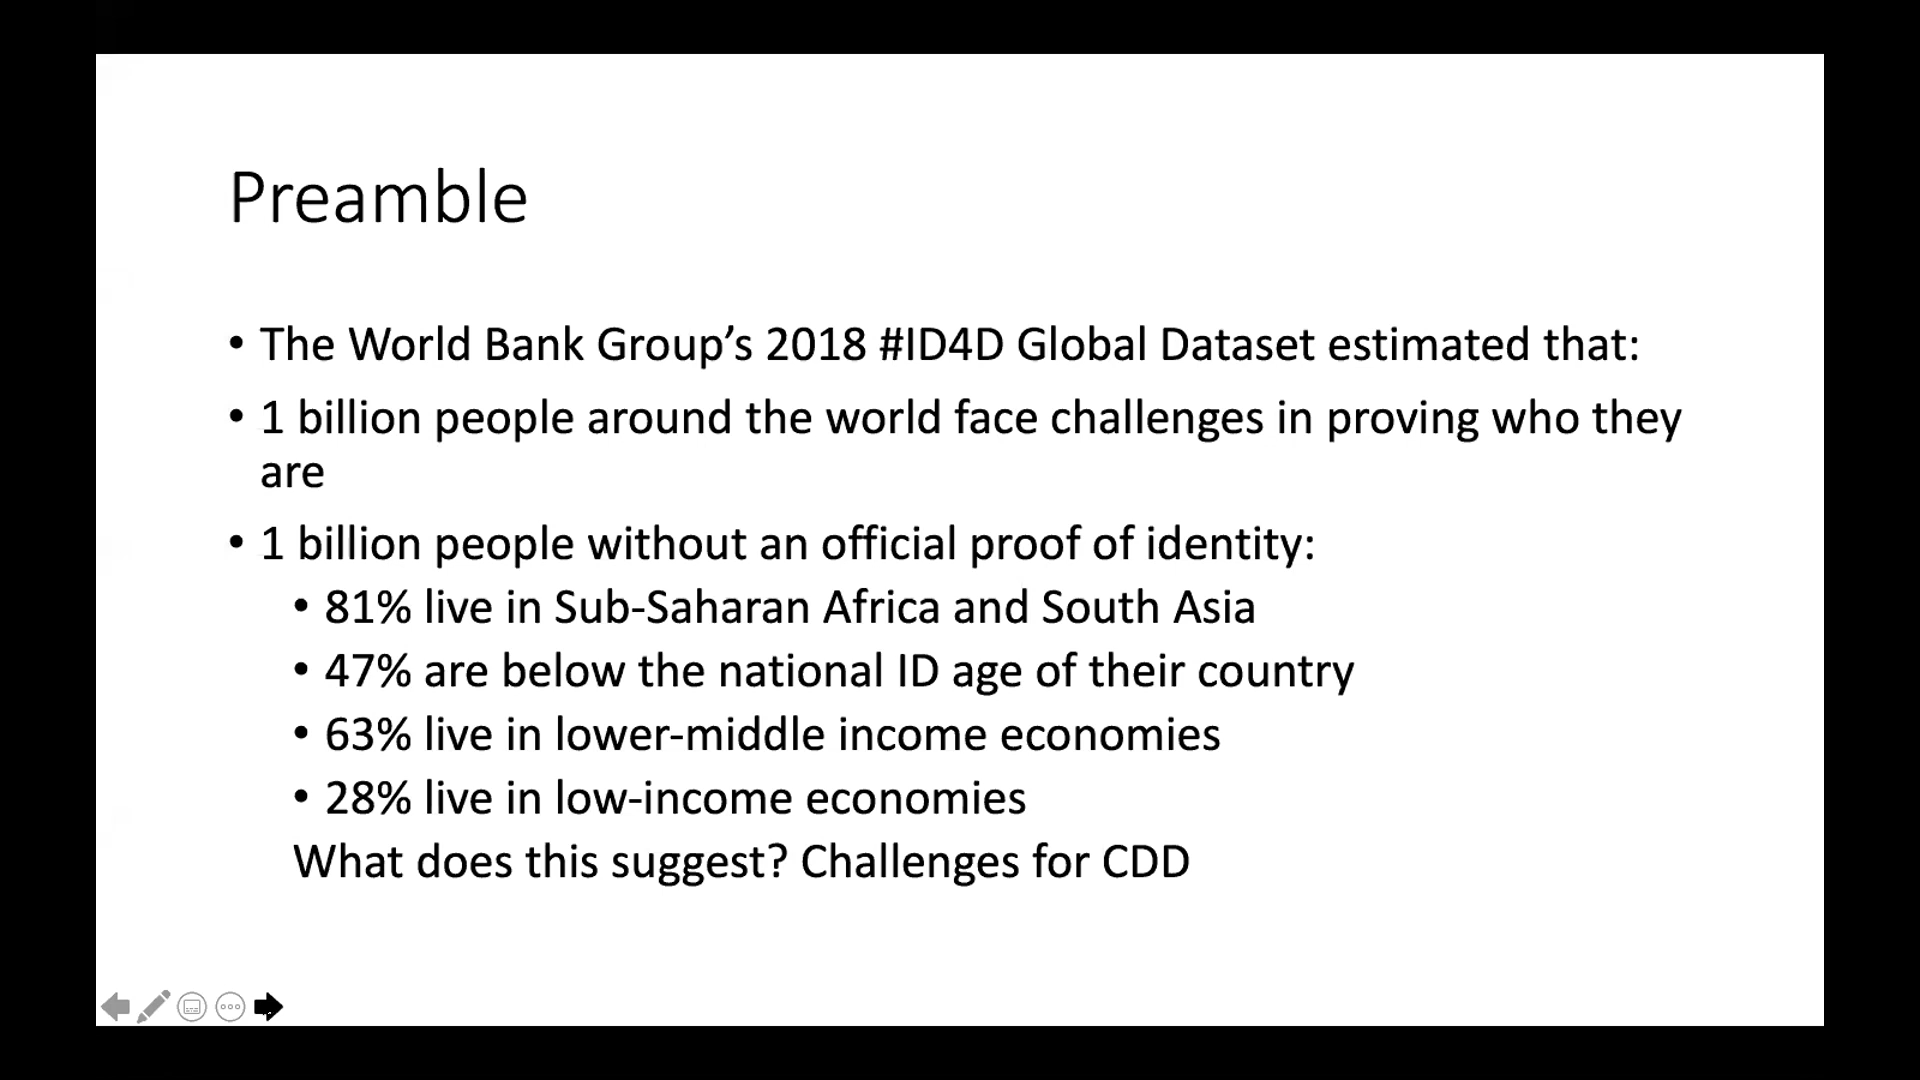 Preamble
• The World Bank Group’s 2018 #ID4D Global Dataset estimated that:
• 1 billion people around the world face challenges in proving who they
are
• 1 billion people without an official proof of identity:
• 81% live in Sub-Saharan Africa and South Asia
• 47% are below the national ID age of their country
• 63% live in lower-middle income economies
• 28% live in low-income economies
What does this suggest? Challenges for CDD